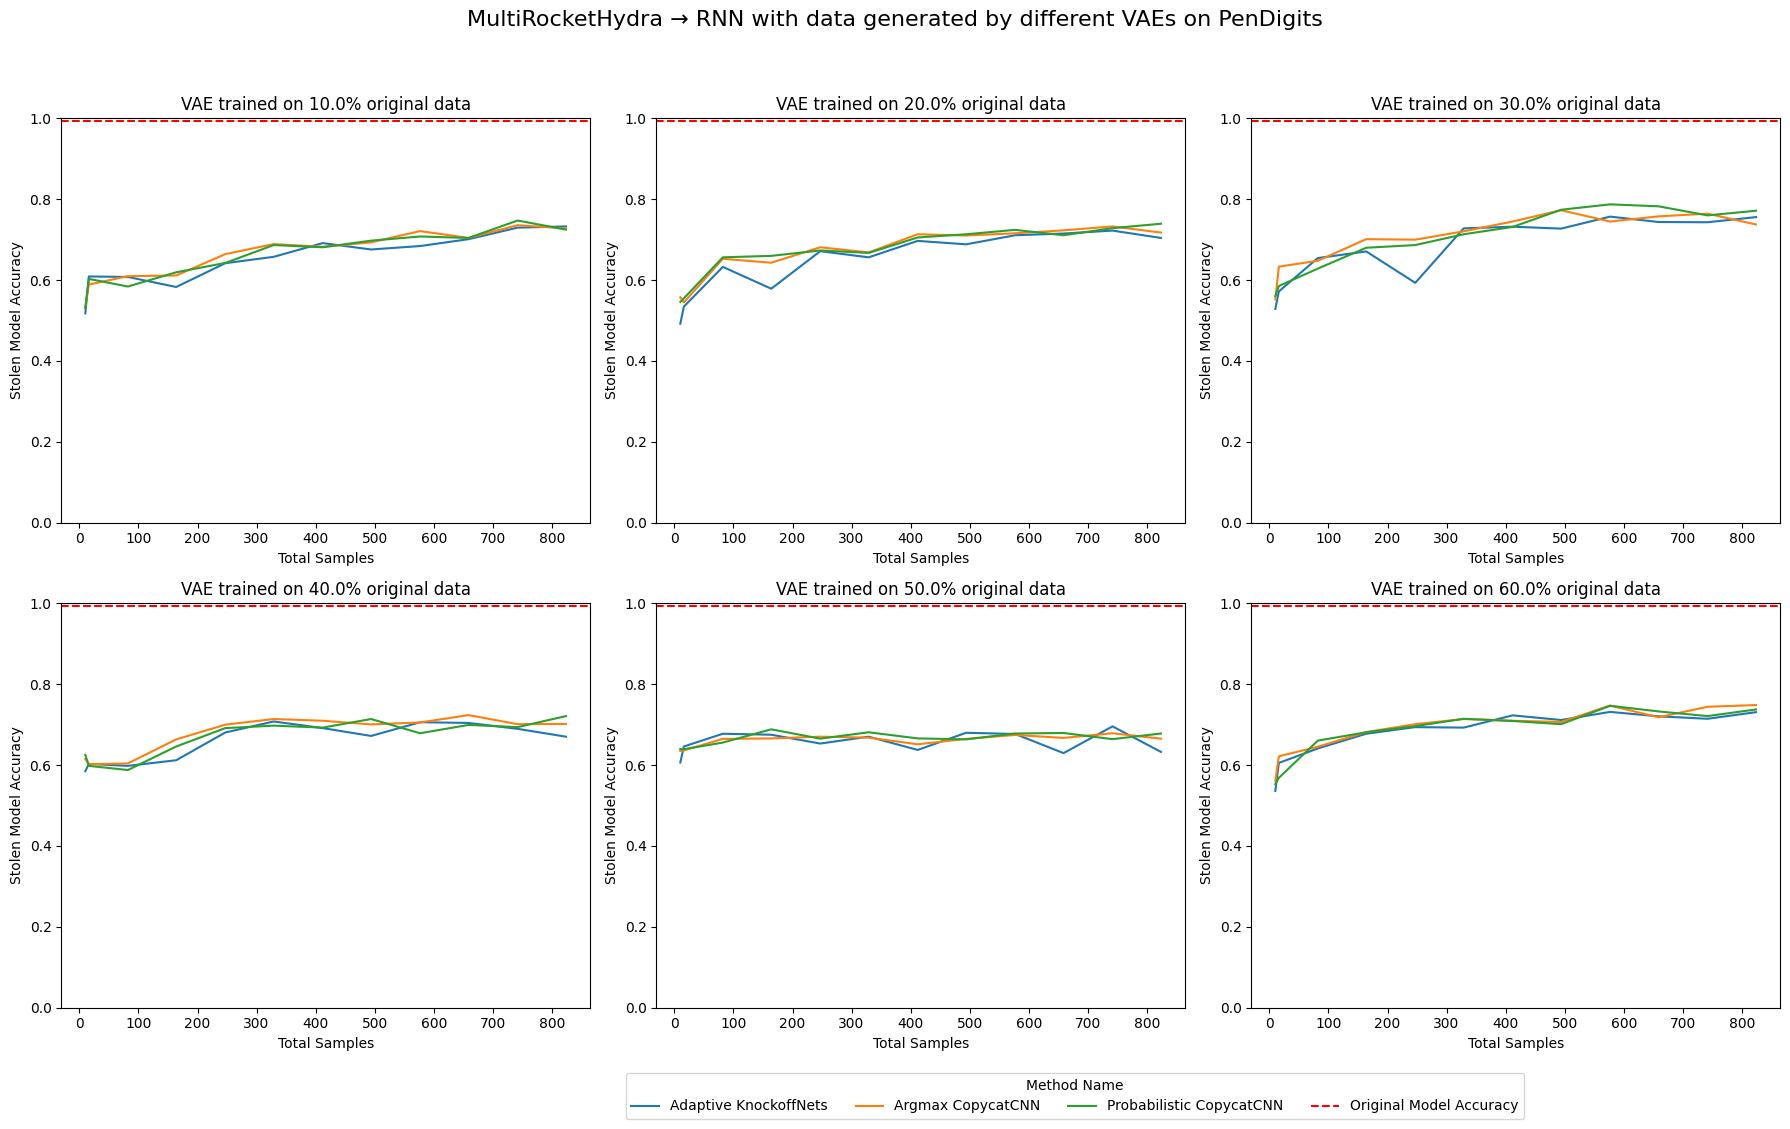 MultiRocketHydra → RNN with data generated by different VAEs on PenDigits
VAE trained on 10.0% original data
1.0
0.8
0.6
0.4
0.2
0.0
Stolen Model Accuracy
0 100 200 300 400 500 600 700 800
Total Samples
VAE trained on 20.0% original data
1.0
0.8
0.6
0.4
0.2
0.0
Stolen Model Accuracy
0 100 200 300 400 500 600 700 800
Total Samples
VAE trained on 30.0% original data
1.0
0.8
0.6
0.4
0.2
0.0
Stolen Model Accuracy
0 100 200 300 400 500 600 700 800
Total Samples
VAE trained on 40.0% original data
1.0
0.8
0.6
0.4
0.2
0.0
Stolen Model Accuracy
0 100 200 300 400 500 600 700 800
Total Samples
VAE trained on 50.0% original data
1.0
0.8
0.6
0.4
0.2
0.0
Stolen Model Accuracy
0 100 200 300 400 500 600 700 800
Total Samples
VAE trained on 60.0% original data
1.0
0.8
0.6
0.4
0.2
0.0
Stolen Model Accuracy
0 100 200 300 400 500 600 700 800
Total Samples
Method Name
Adaptive KnockoffNets Argmax CopycatCNN Probabilistic CopycatCNN Original Model Accuracy